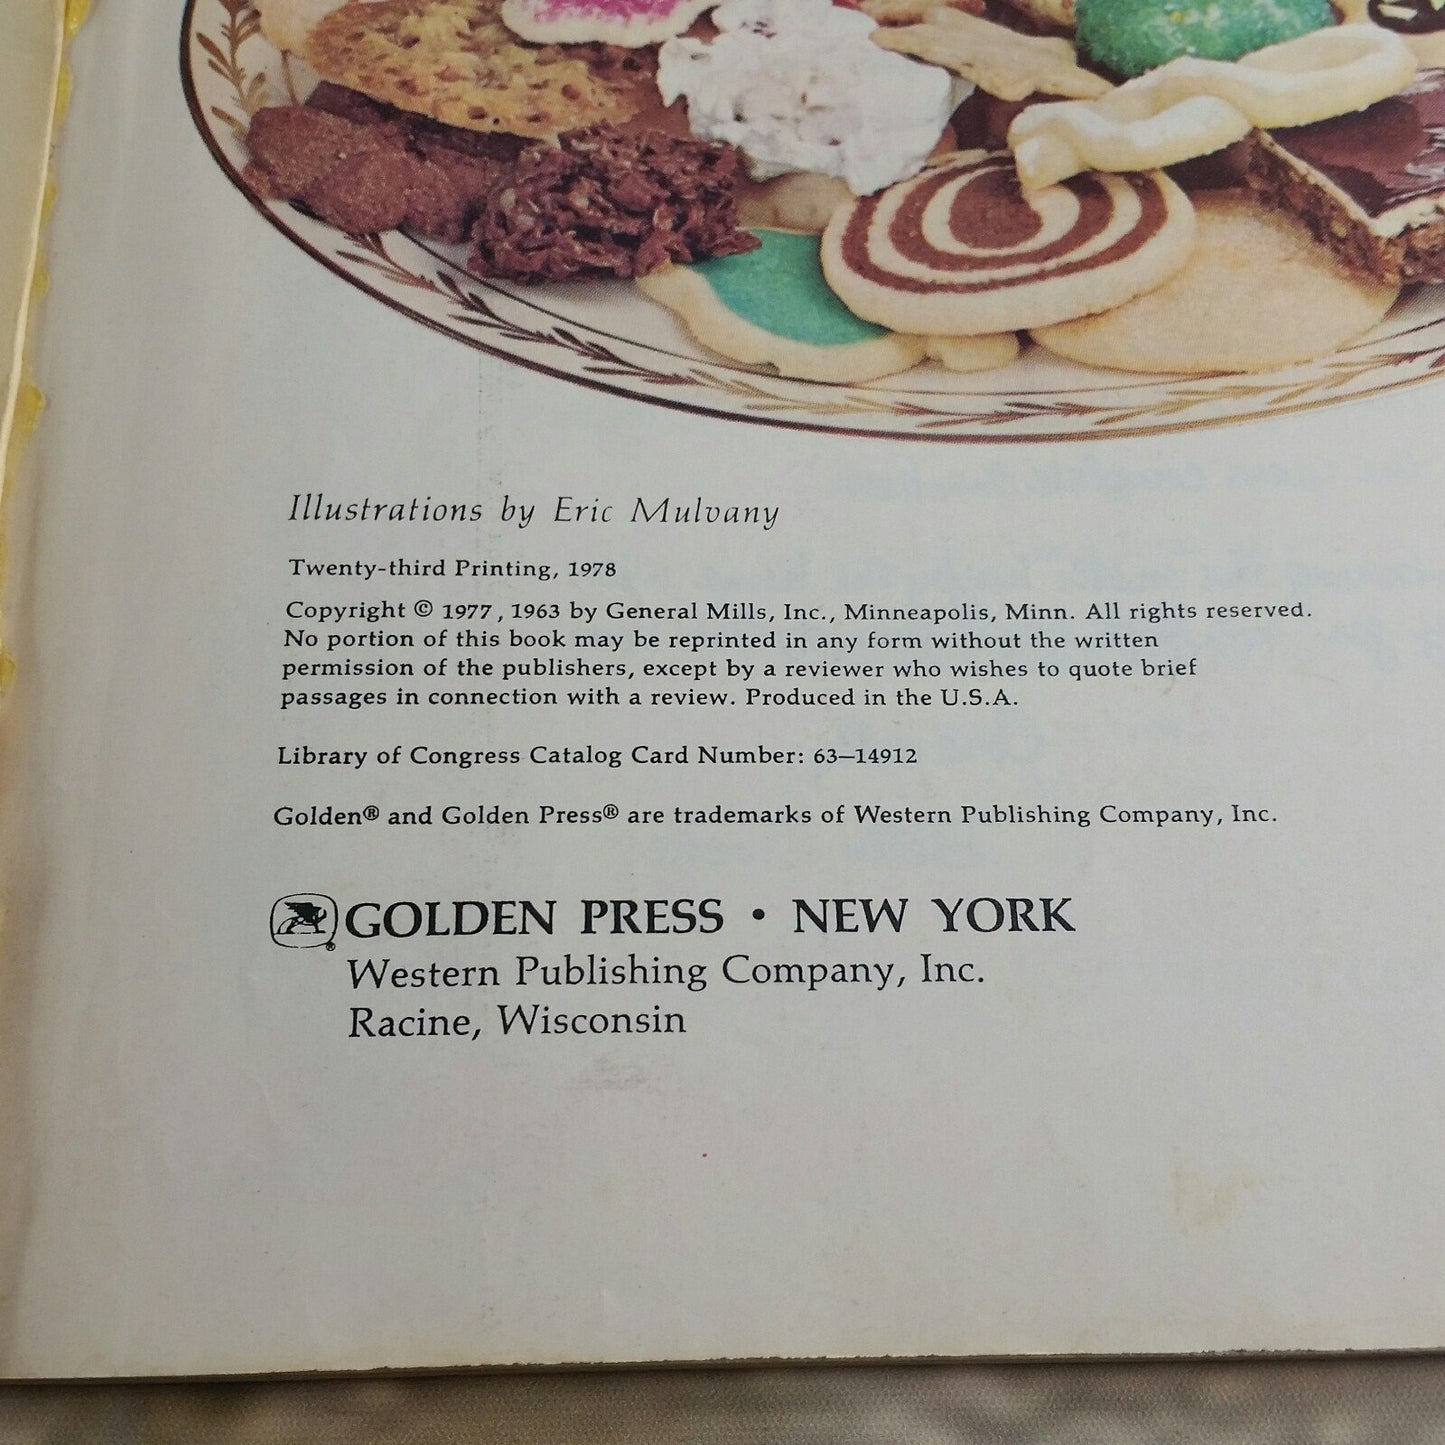 Illustrations by Eric Mulvany
Twenty-third Printing, 1978
Copyright © 1977, 1963 by General Mills, Inc., Minneapolis, Minn. All rights reserved.
No portion of this book may be reprinted in any form without the written
permission of the publishers, except by a reviewer who wishes to quote brief
passages in connection with a review. Produced in the U.S.A.
Library of Congress Catalog Card Number: 63—14912
Golden® and Golden Press® are trademarks of Western Publishing Company, Inc.
® GOLDEN PRESS • NEW YORK
Western Publishing Company, Inc.
Racine, Wisconsin